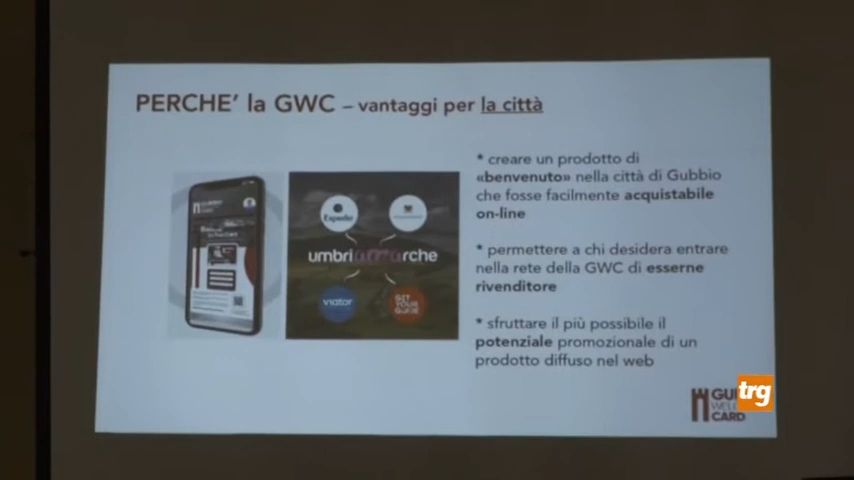 PERCHE' la GWC – vantaggi per la città
* creare un prodotto di
«benvenuto» nella città di Gubbio
che fosse facilmente acquistabile
on-line
* permettere a chi desidera entrare
nella rete della GWC di esserne
rivenditore
* sfruttare il più possibile il
potenziale promozionale di un
prodotto diffuso nel web
Expedia
umbriamarche
viator
GET
YOUR
GUIDE
CARD
trg